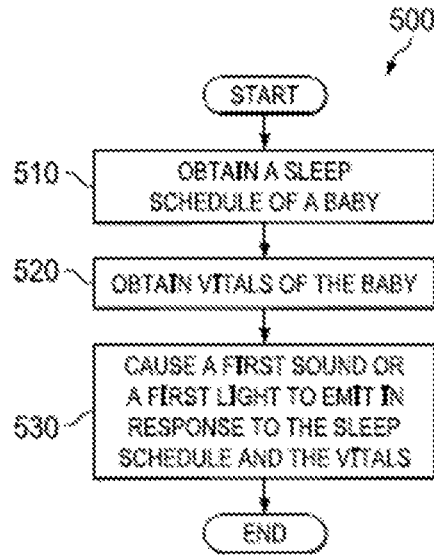 500
START
510
OBTAIN A SLEEP
SCHEDULE OF A BABY
520
OBTAIN VITALS OF THE BABY
CAUSE A FIRST SOUND OR
A FIRST LIGHT TO EMIT IN
530
RESPONSE TO THE SLEEP
SCHEDULE AND THE VITALS
END